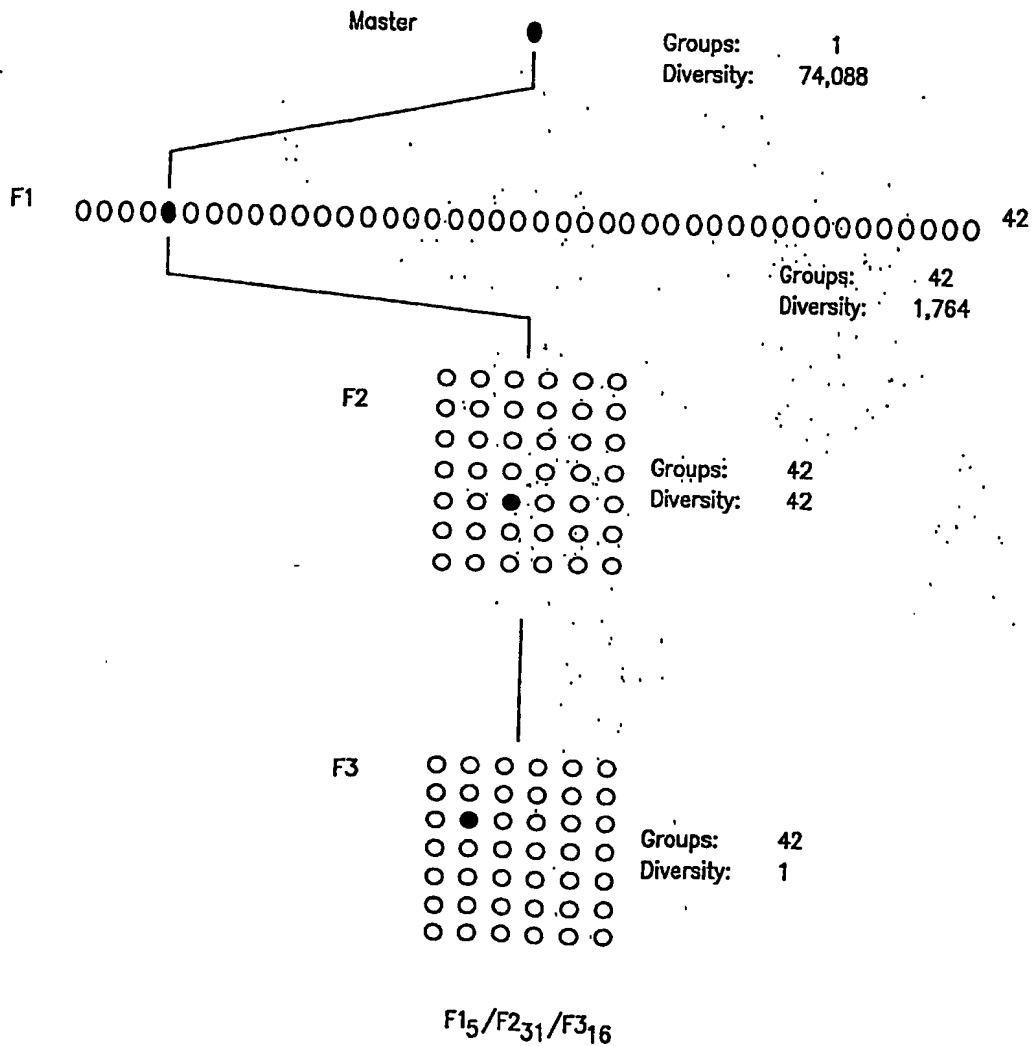 Master
Groups: 1
Diversity: 74,088
F1
42
Groups: 42
Diversity: 1,764
F2
Groups: 42
Diversity: 42
F3
Groups: 42
Diversity: 1
F1₅/F2₃₁/F3₁₆